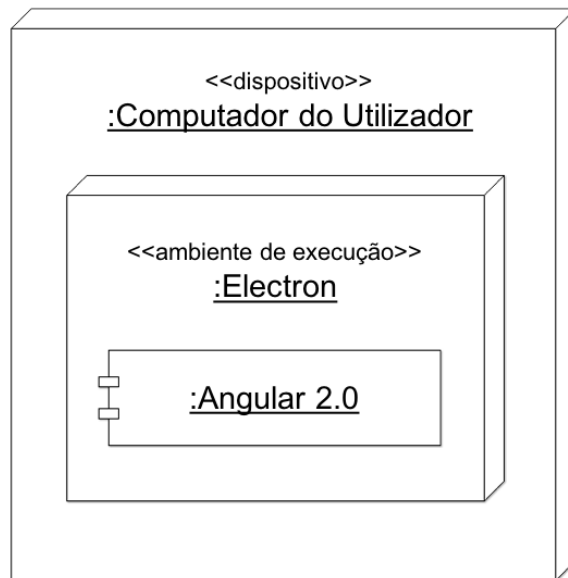 <<dispositivo>>
:Computador do Utilizador
<<ambiente de execução>>
:Electron
:Angular 2.0